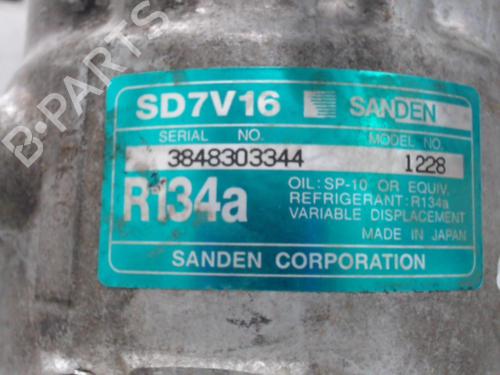 B-PARTS
SD7V16 SANDEN
SERIAL NO. MODEL NO.
3848303344 1228
R134a
OIL: SP-10 OR EQUIV.
REFRIGERANT: R134a
VARIABLE DISPLACEMENT
MADE IN JAPAN
SANDEN CORPORATION